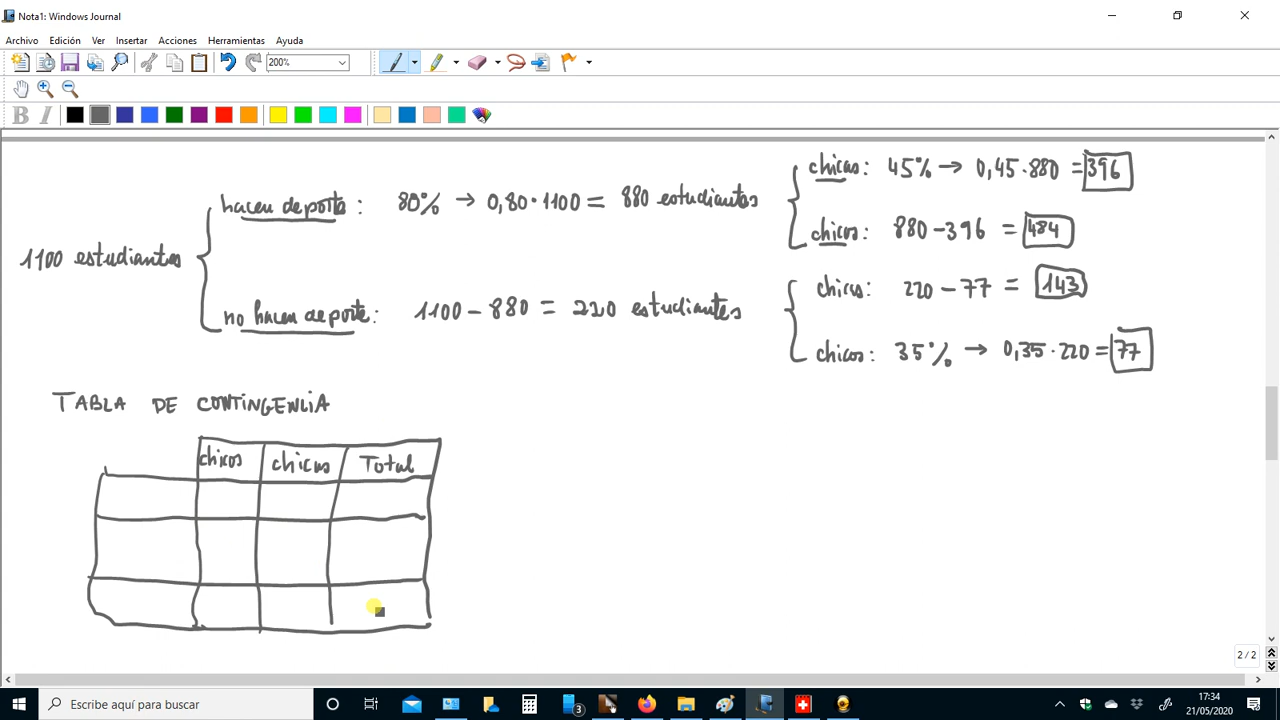 Nota1: Windows Journal
Archivo Edición Ver Insertar Acciones Herramientas Ayuda
200%
B I
1100 estudiantes
hacen deporte: 80% → 0,80·1100 = 880 estudiantes
chicas: 45% → 0,45·880 = 396
chicos: 880 - 396 = 484
no hacen deporte: 1100 - 880 = 220 estudiantes
chicas: 220 - 77 = 143
chicos: 35% → 0,35·220 = 77
TABLA DE CONTINGENCIA
chicos chicas Total
2 / 2
Escribe aquí para buscar
3
17:34
21/05/2020